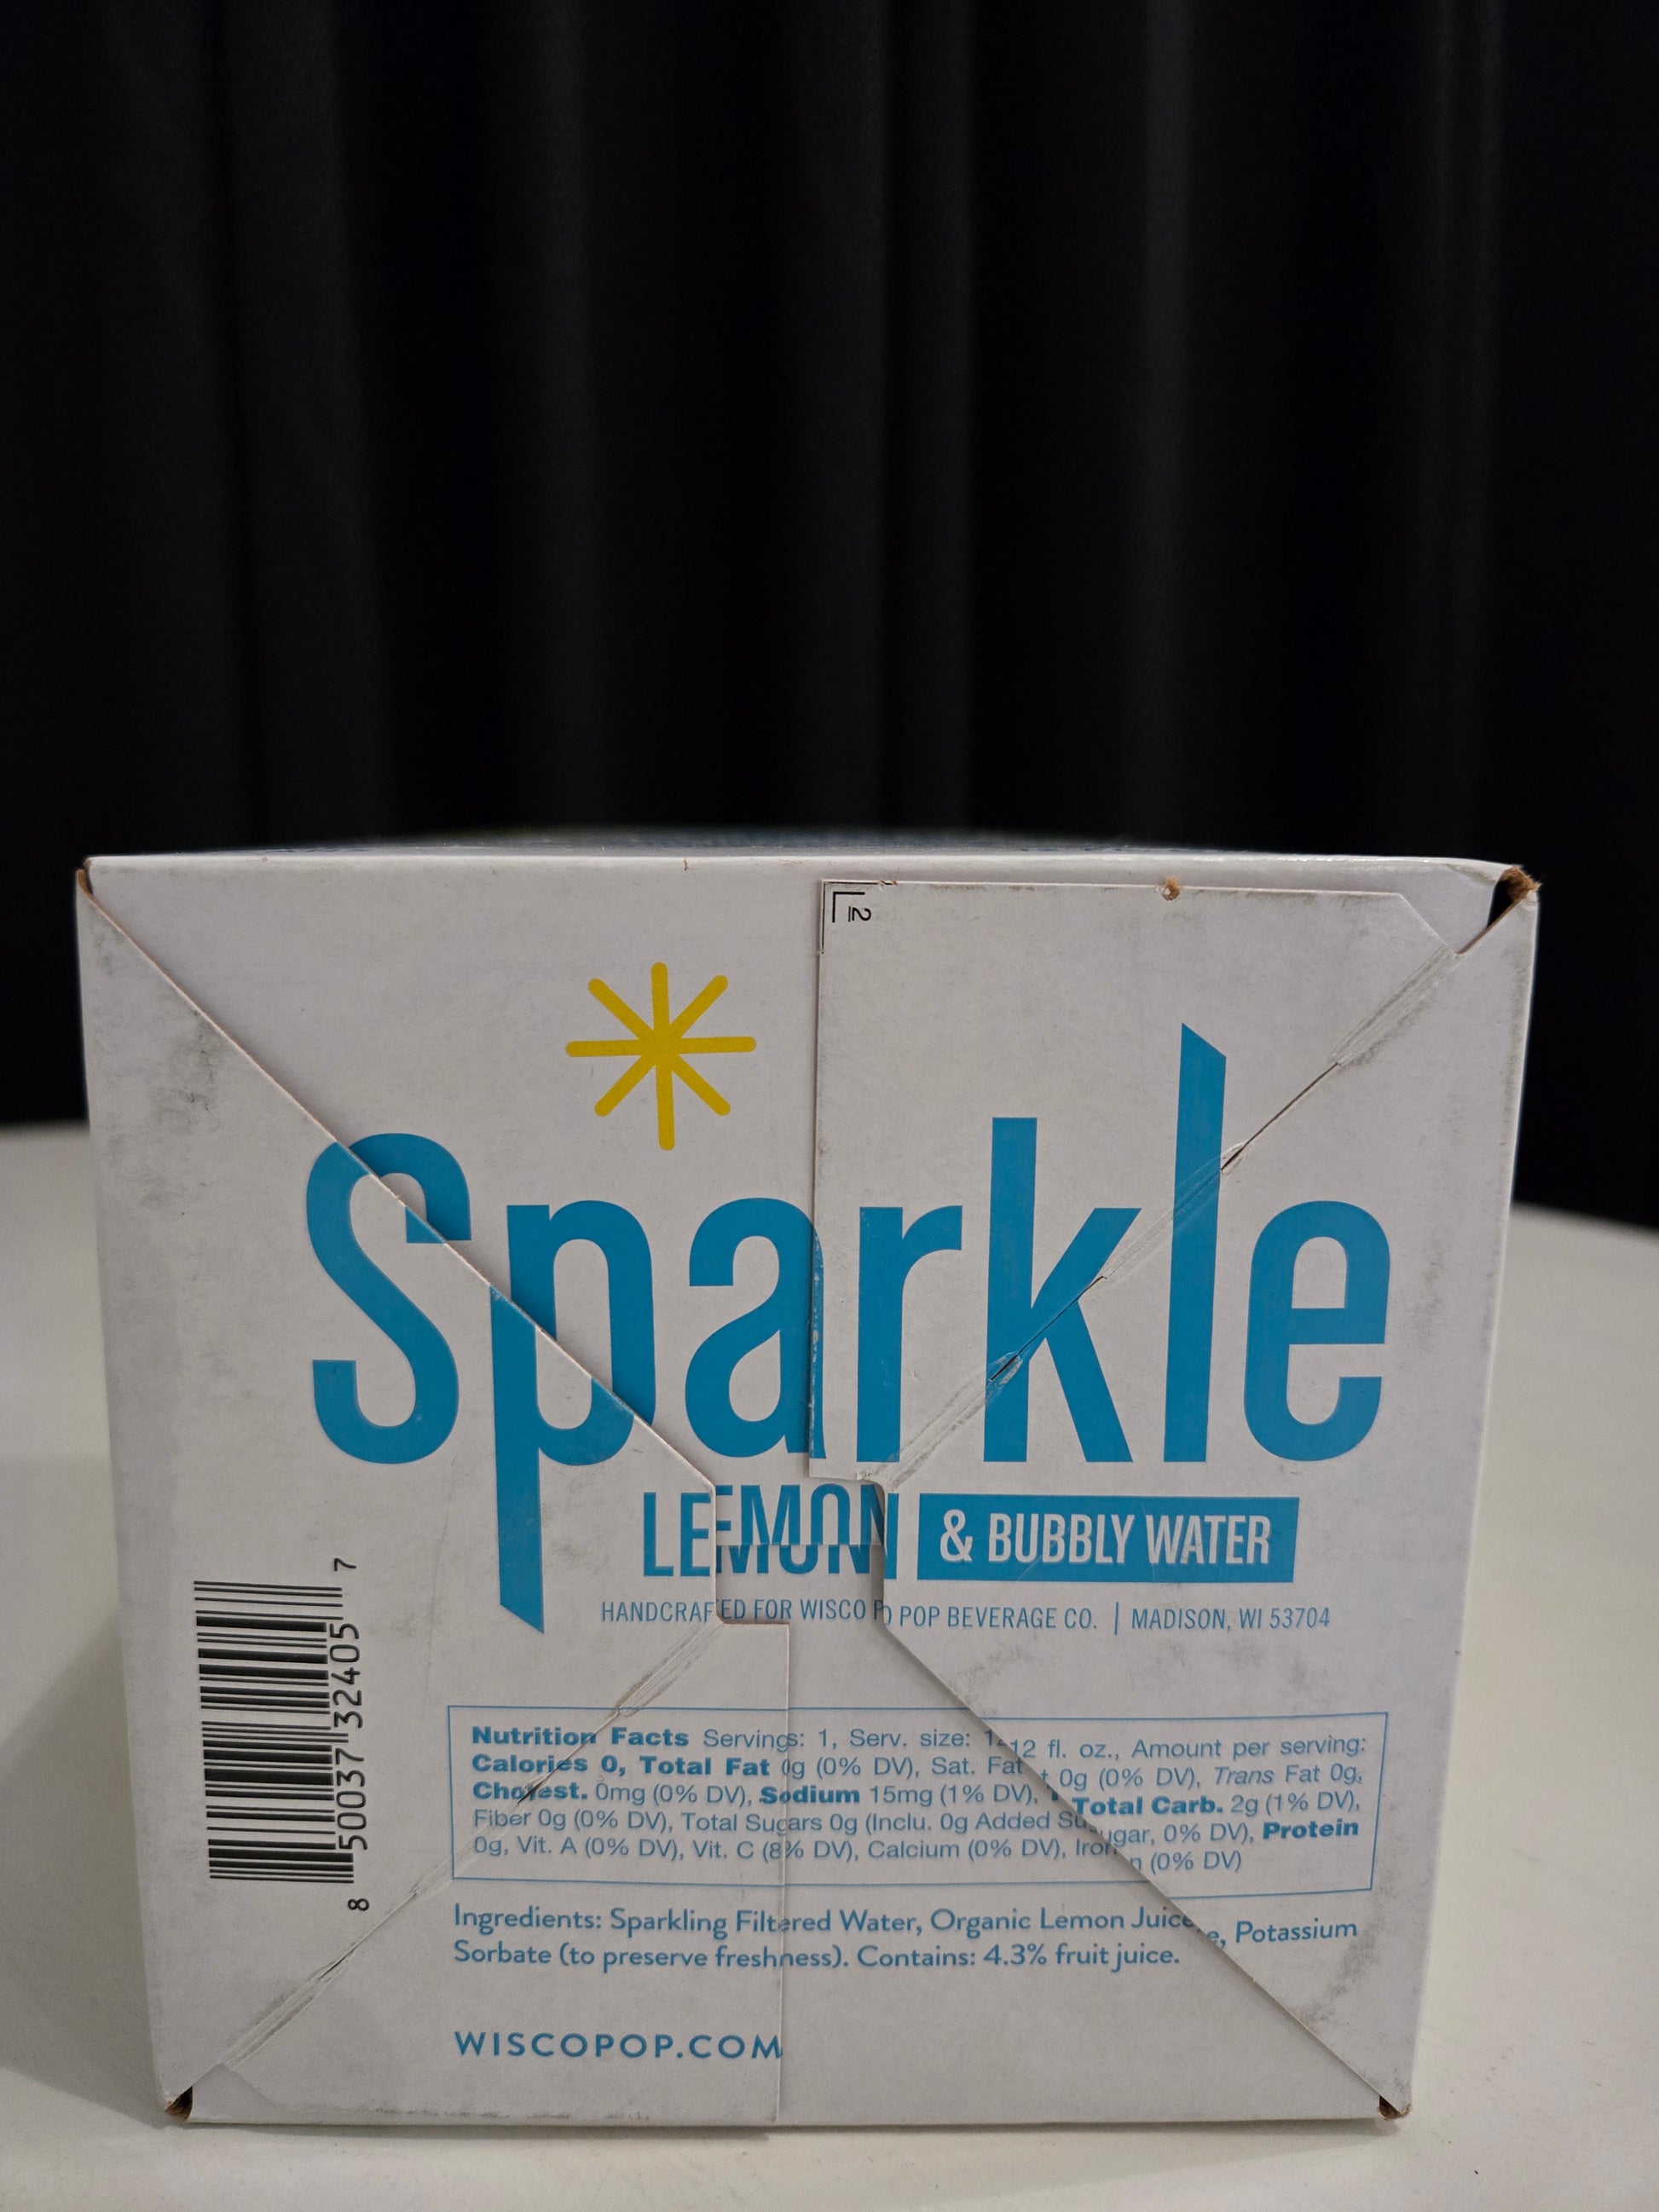 2
Sparkle
LEMON & BUBBLY WATER
HANDCRAFTED FOR WISCO POP BEVERAGE CO. | MADISON, WI 53704
8 50037 32405 7
Nutrition Facts Servings: 1, Serv. size: 12 fl. oz., Amount per serving:
Calories 0, Total Fat 0g (0% DV), Sat. Fat 0g (0% DV), Trans Fat 0g,
Cholest. 0mg (0% DV), Sodium 15mg (1% DV), Total Carb. 2g (1% DV),
Fiber 0g (0% DV), Total Sugars 0g (Inclu. 0g Added Sugar, 0% DV), Protein
0g, Vit. A (0% DV), Vit. C (8% DV), Calcium (0% DV), Iron (0% DV)
Ingredients: Sparkling Filtered Water, Organic Lemon Juice, Potassium
Sorbate (to preserve freshness). Contains: 4.3% fruit juice.
WISCOPOP.COM